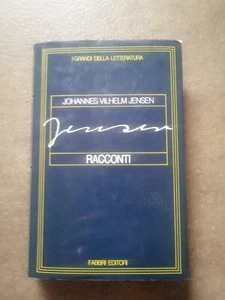 I GRANDI DELLA LETTERATURA
JOHANNES VILHELM JENSEN
Jensen
RACCONTI
FABBRI EDITORI